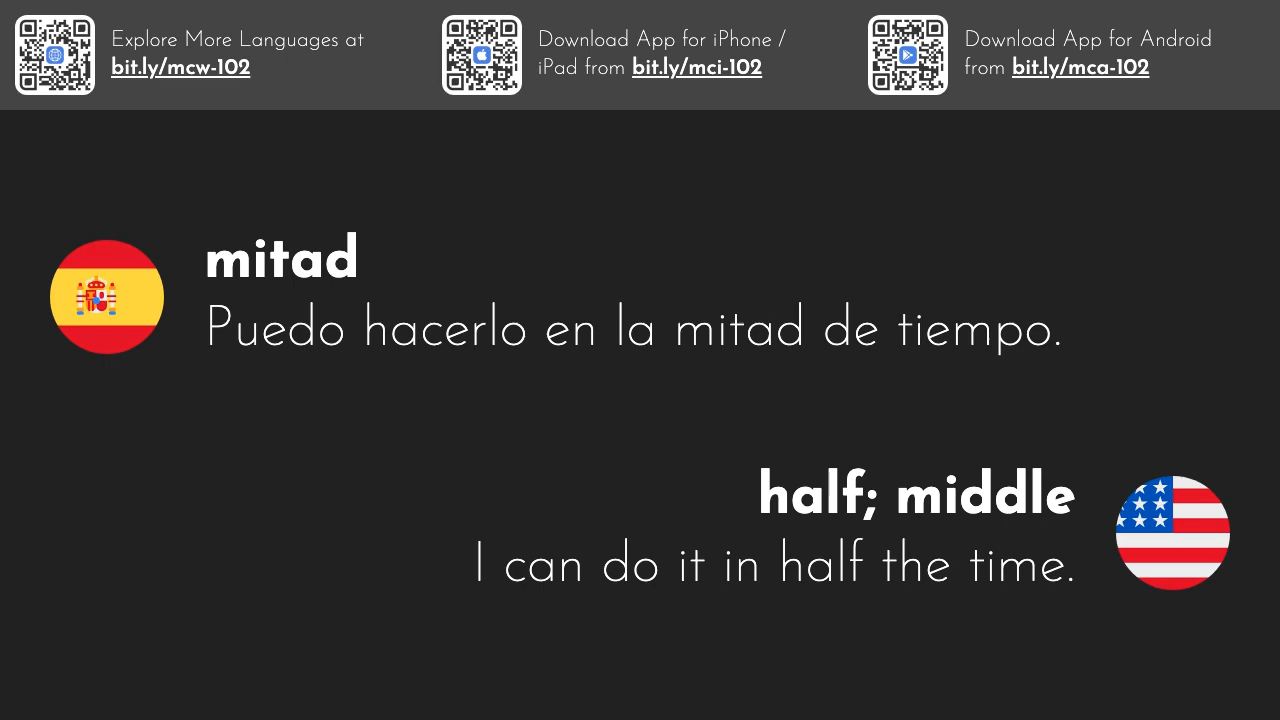 Explore More Languages at
bit.ly/mcw-102
Download App for iPhone /
iPad from bit.ly/mci-102
Download App for Android
from bit.ly/mca-102
mitad
Puedo hacerlo en la mitad de tiempo.
half; middle
I can do it in half the time.